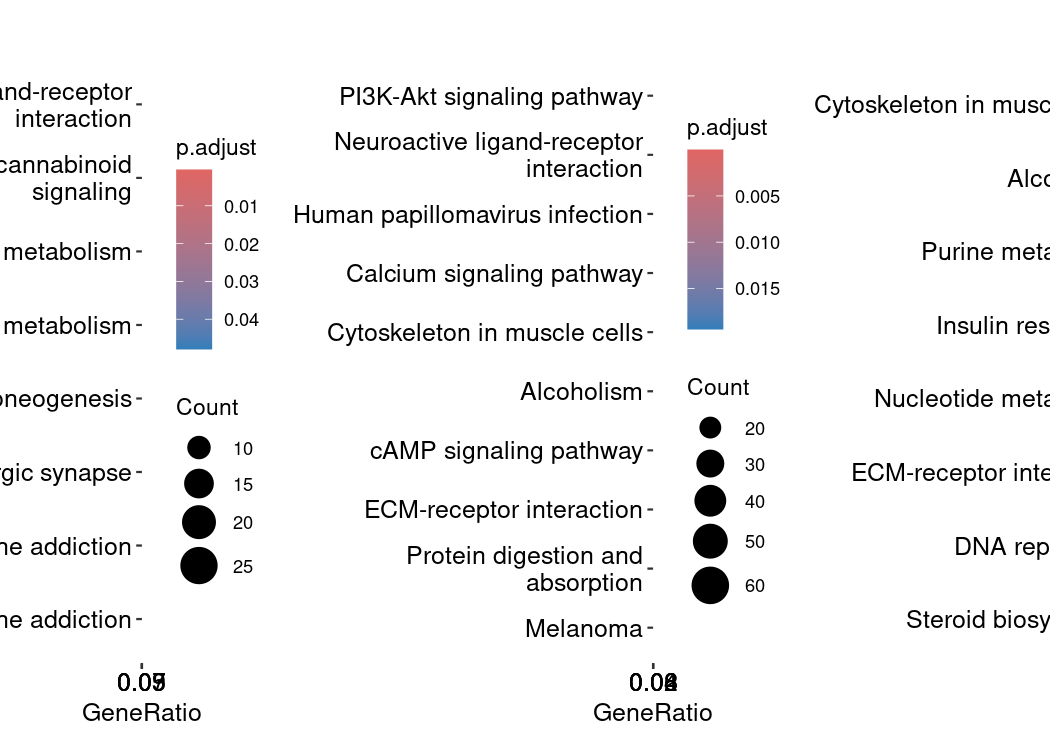 and-receptor
interaction
cannabinoid
signaling
metabolism
metabolism
oneogenesis
rgic synapse
ne addiction
ne addiction
GeneRatio
p.adjust
0.01
0.02
0.03
0.04
Count
10
15
20
25
PI3K-Akt signaling pathway
Neuroactive ligand-receptor
interaction
Human papillomavirus infection
Calcium signaling pathway
Cytoskeleton in muscle cells
Alcoholism
cAMP signaling pathway
ECM-receptor interaction
Protein digestion and
absorption
Melanoma
GeneRatio
p.adjust
0.005
0.010
0.015
Count
20
30
40
50
60
Cytoskeleton in musc
Alco
Purine meta
Insulin res
Nucleotide meta
ECM-receptor inte
DNA rep
Steroid biosy